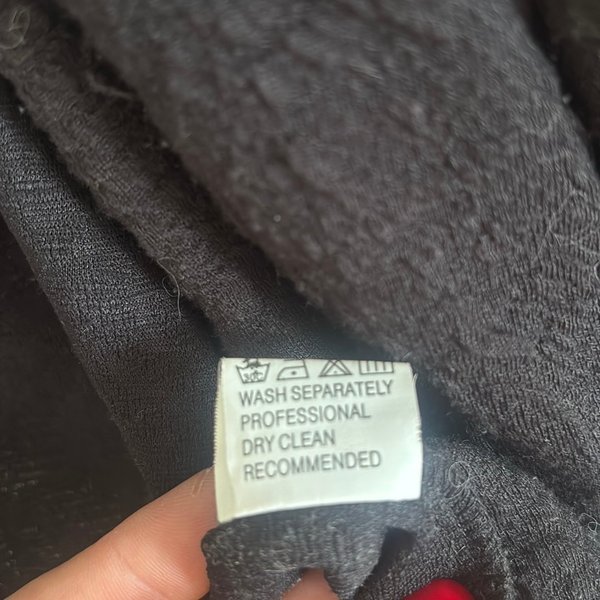 WASH SEPARATELY
PROFESSIONAL
DRY CLEAN
RECOMMENDED